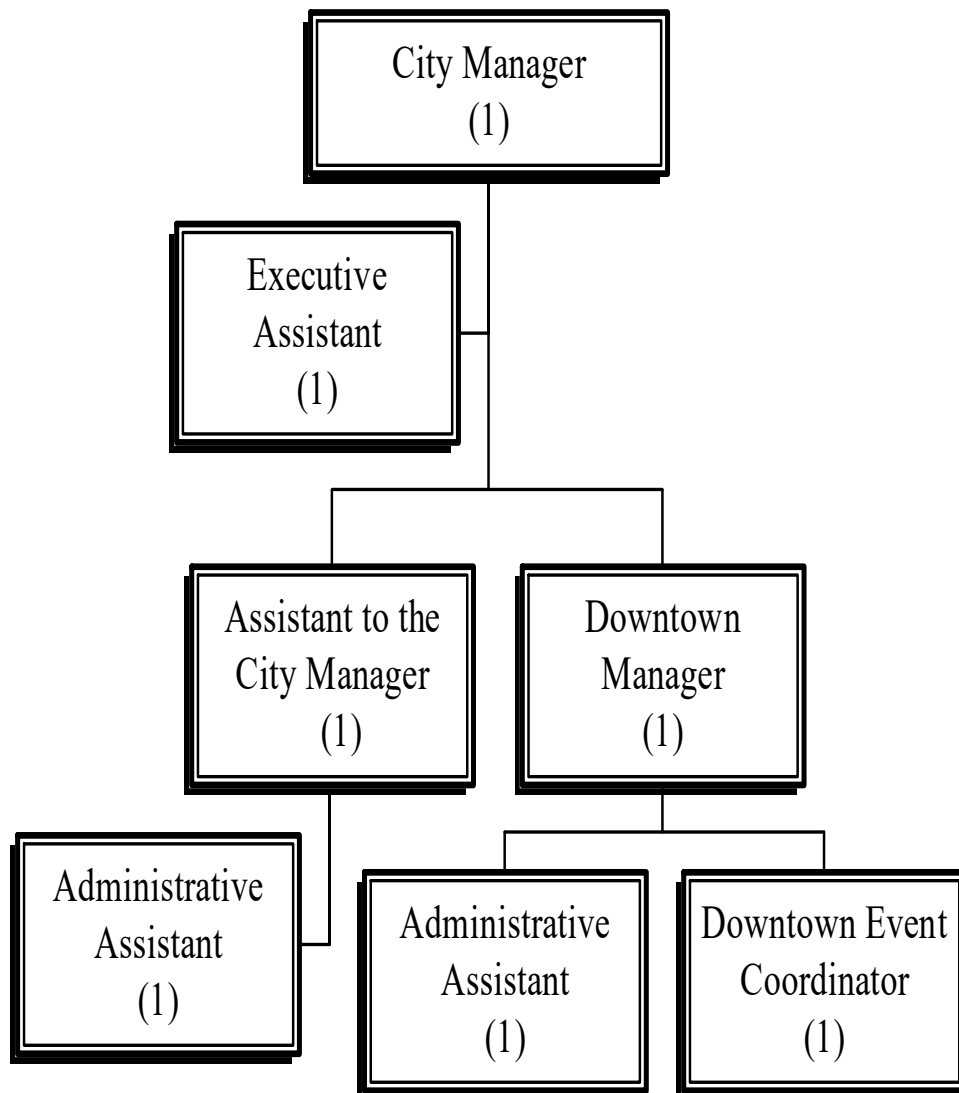 City Manager
(1)
Executive
Assistant
(1)
Assistant to the
City Manager
(1)
Downtown
Manager
(1)
Administrative
Assistant
(1)
Administrative
Assistant
(1)
Downtown Event
Coordinator
(1)